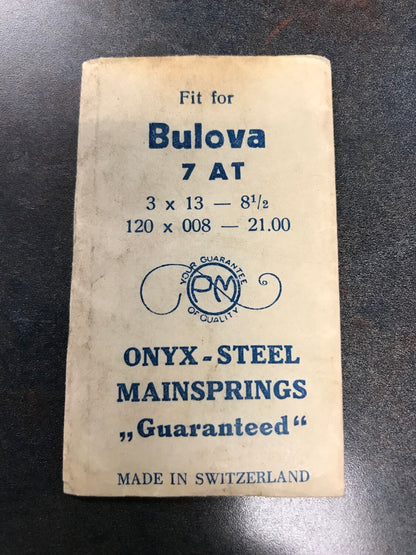 Fit for
Bulova
7 AT
3 x 13 — 8¹/₂
120 x 008 — 21.00
YOUR GUARANTEE
PM
OF QUALITY
ONYX-STEEL
MAINSPRINGS
„Guaranteed“
MADE IN SWITZERLAND